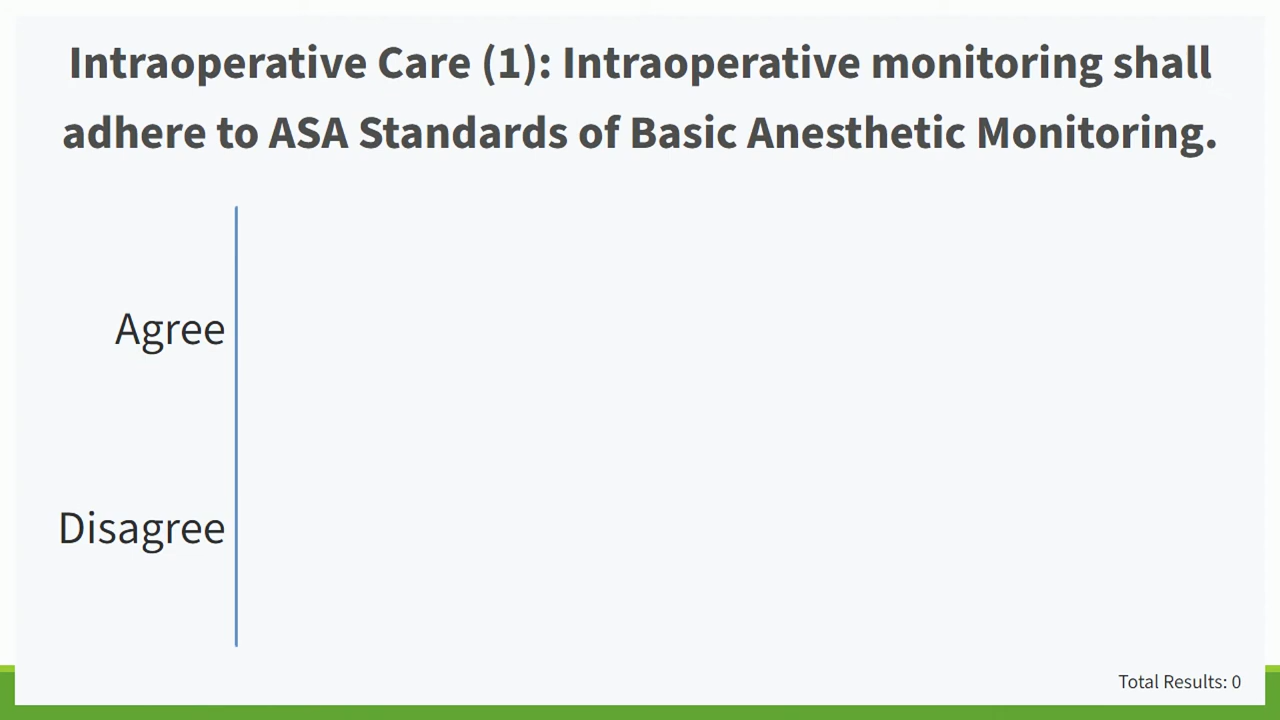 Intraoperative Care (1): Intraoperative monitoring shall
adhere to ASA Standards of Basic Anesthetic Monitoring.
Agree
Disagree
Total Results: 0